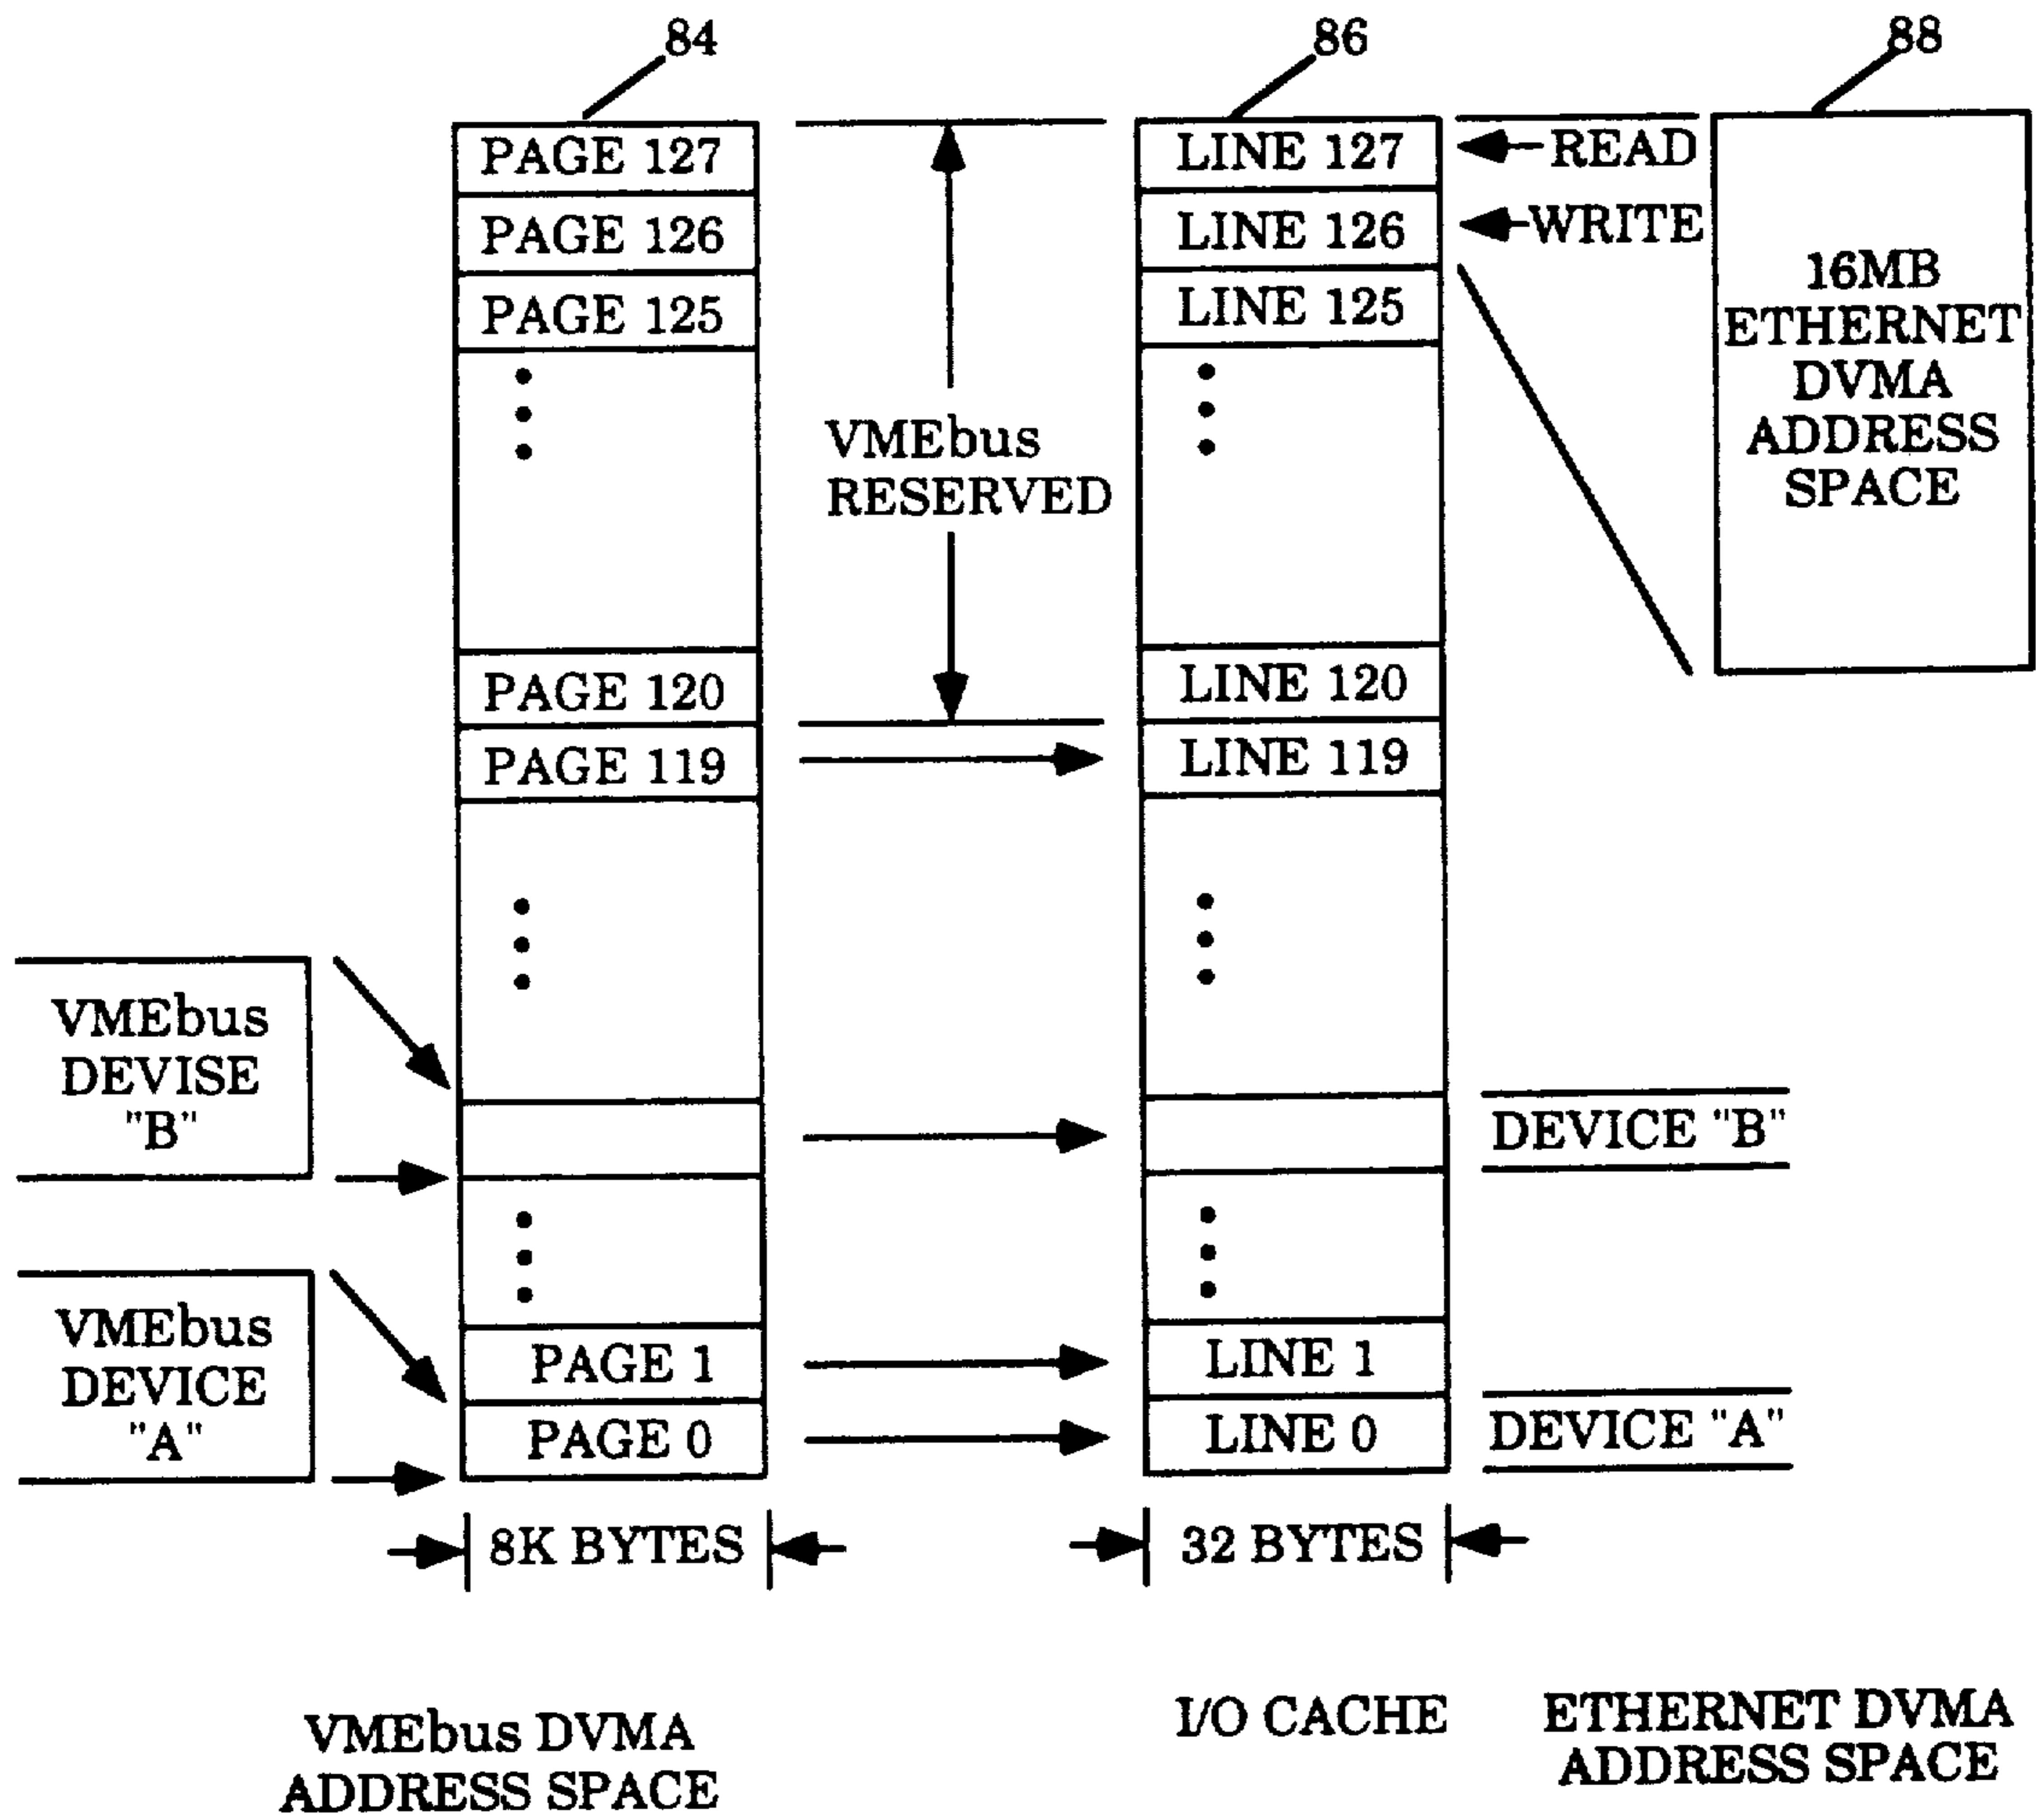 84
86
88
PAGE 127
PAGE 126
PAGE 125
PAGE 120
PAGE 119
PAGE 1
PAGE 0
VMEbus
RESERVED
LINE 127
LINE 126
LINE 125
LINE 120
LINE 119
LINE 1
LINE 0
READ
WRITE
16MB
ETHERNET
DVMA
ADDRESS
SPACE
VMEbus
DEVISE
"B"
VMEbus
DEVICE
"A"
DEVICE "B"
DEVICE "A"
8K BYTES
32 BYTES
VMEbus DVMA
ADDRESS SPACE
I/O CACHE
ETHERNET DVMA
ADDRESS SPACE